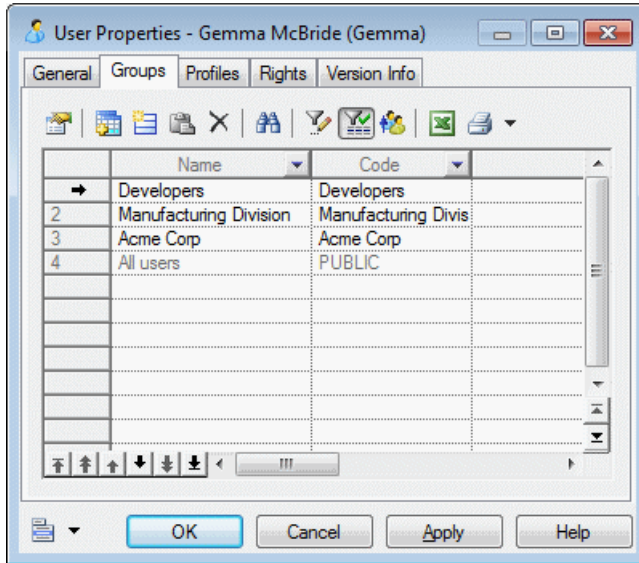 User Properties - Gemma McBride (Gemma)
General Groups Profiles Rights Version Info
Name Code
Developers Developers
2 Manufacturing Division Manufacturing Divis
3 Acme Corp Acme Corp
4 All users PUBLIC
OK Cancel Apply Help